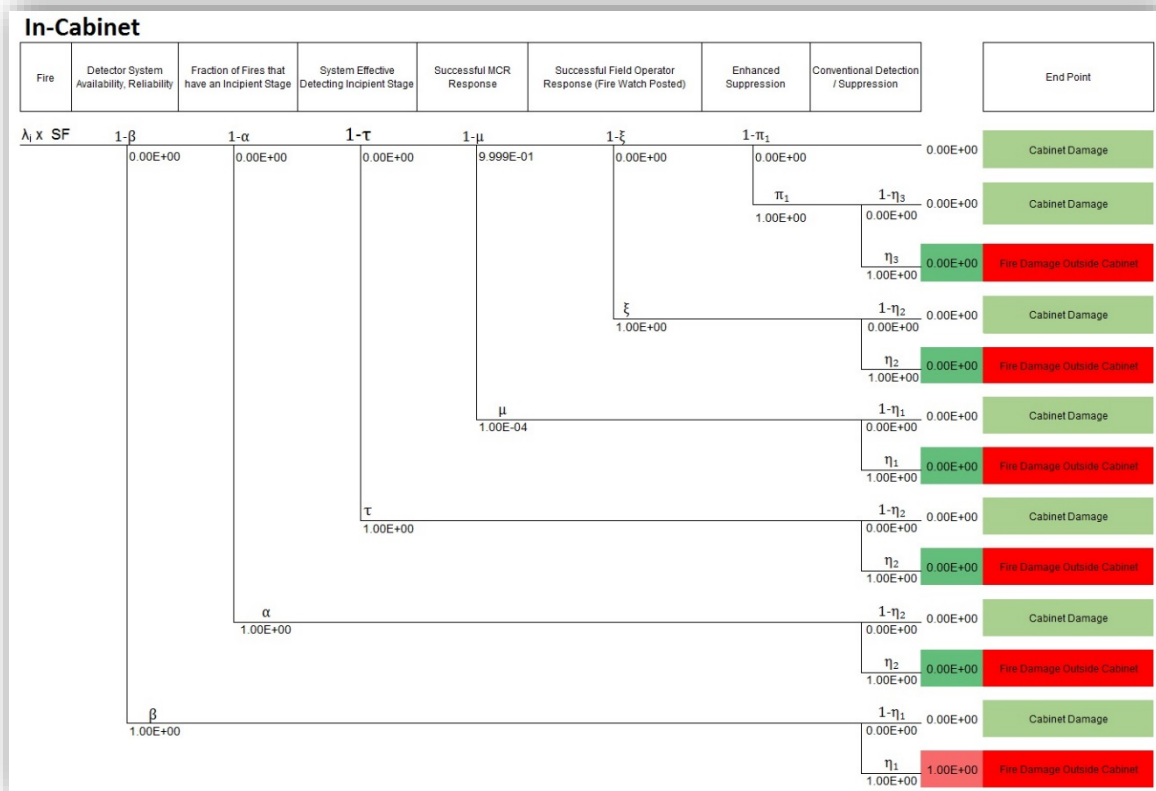 In-Cabinet
Fire
Detector System
Availability, Reliability
Fraction of Fires that
have an Incipient Stage
System Effective
Detecting Incipient Stage
Successful MCR
Response
Successful Field Operator
Response (Fire Watch Posted)
Enhanced
Suppression
Conventional Detection
/ Suppression
End Point
λi x SF
1-β
1-α
1-τ
1-μ
1-ξ
1-π1
0.00E+00
0.00E+00
0.00E+00
9.999E-01
0.00E+00
0.00E+00
0.00E+00
Cabinet Damage
π1
1.00E+00
1-η3
0.00E+00
0.00E+00
Cabinet Damage
η3
1.00E+00
0.00E+00
Fire Damage Outside Cabinet
ξ
1.00E+00
1-η2
0.00E+00
0.00E+00
Cabinet Damage
η2
1.00E+00
0.00E+00
Fire Damage Outside Cabinet
μ
1.00E-04
1-η1
0.00E+00
0.00E+00
Cabinet Damage
η1
1.00E+00
0.00E+00
Fire Damage Outside Cabinet
τ
1.00E+00
1-η2
0.00E+00
0.00E+00
Cabinet Damage
η2
1.00E+00
0.00E+00
Fire Damage Outside Cabinet
α
1.00E+00
1-η2
0.00E+00
0.00E+00
Cabinet Damage
η2
1.00E+00
0.00E+00
Fire Damage Outside Cabinet
β
1.00E+00
1-η1
0.00E+00
0.00E+00
Cabinet Damage
η1
1.00E+00
1.00E+00
Fire Damage Outside Cabinet